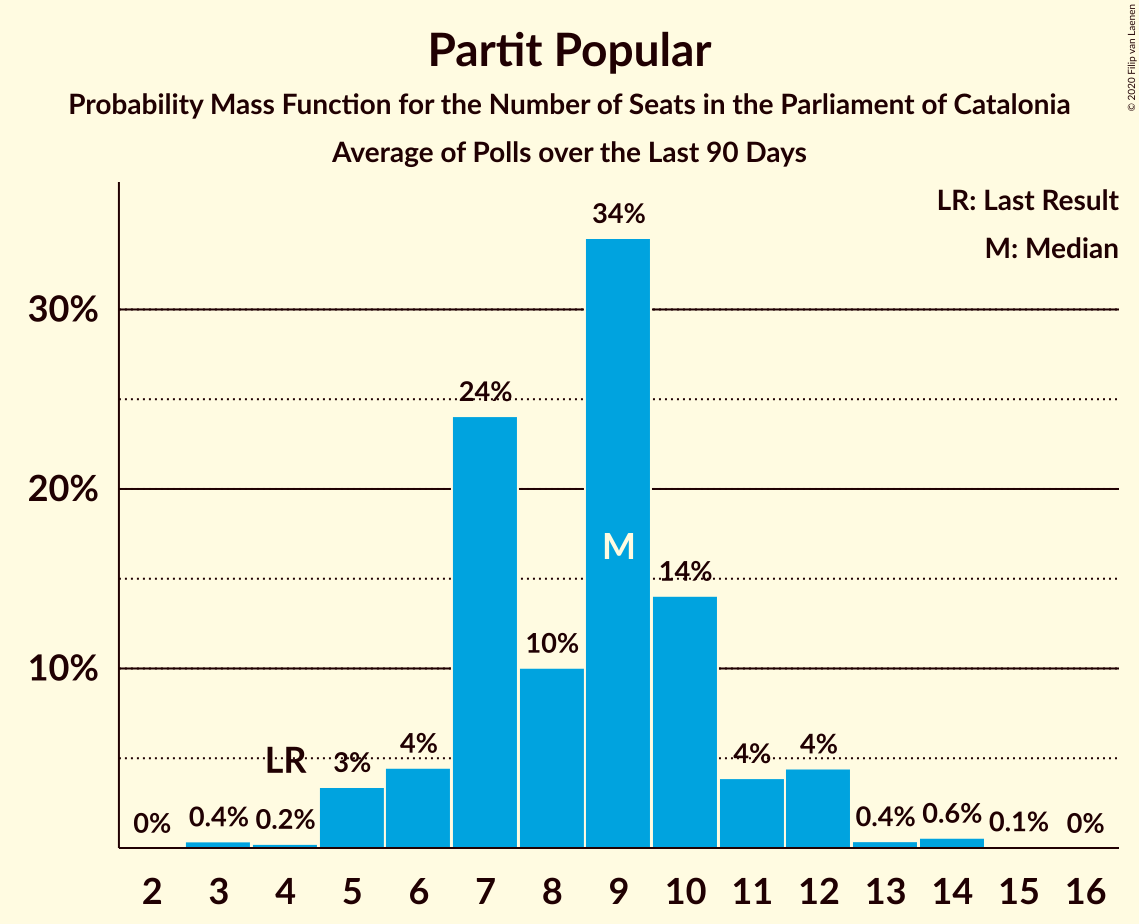 Partit Popular
Probability Mass Function for the Number of Seats in the Parliament of Catalonia
Average of Polls over the Last 90 Days
© 2020 Filip van Laenen
LR: Last Result
M: Median
34%
30%
24%
20%
M
14%
10%
10%
LR
3%
4%
4%
4%
0%
0.4%
0.2%
0.4%
0.6%
0.1%
0%
2 3 4 5 6 7 8 9 10 11 12 13 14 15 16